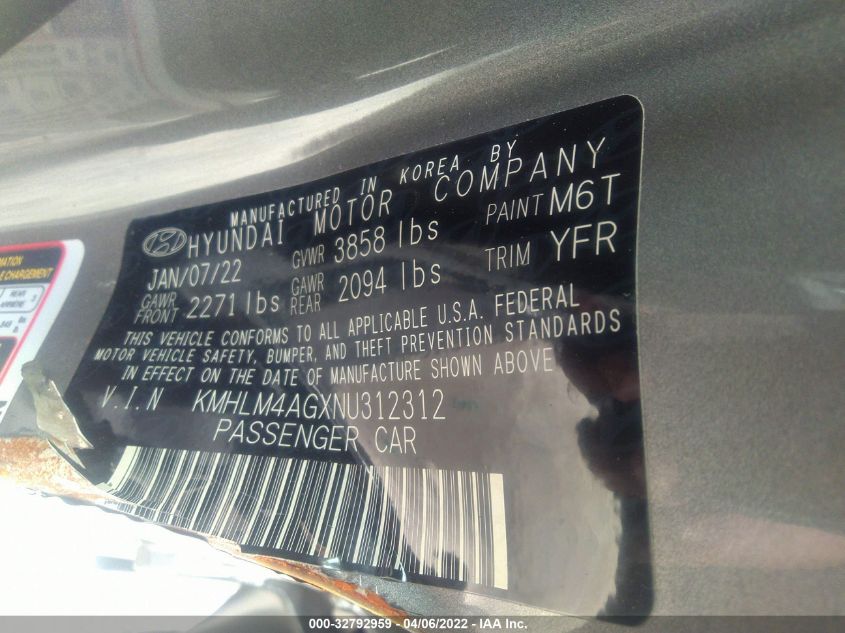 MANUFACTURED IN KOREA BY
HYUNDAI MOTOR COMPANY
JAN/07/22 GVWR 3858 lbs PAINT M6T
GAWR FRONT 2271 lbs GAWR REAR 2094 lbs TRIM YFR
THIS VEHICLE CONFORMS TO ALL APPLICABLE U.S.A. FEDERAL
MOTOR VEHICLE SAFETY, BUMPER, AND THEFT PREVENTION STANDARDS
IN EFFECT ON THE DATE OF MANUFACTURE SHOWN ABOVE
V.I.N KMHLM4AGXNU312312
PASSENGER CAR
REAR
3
000-32792959 - 04/06/2022 - IAA Inc.